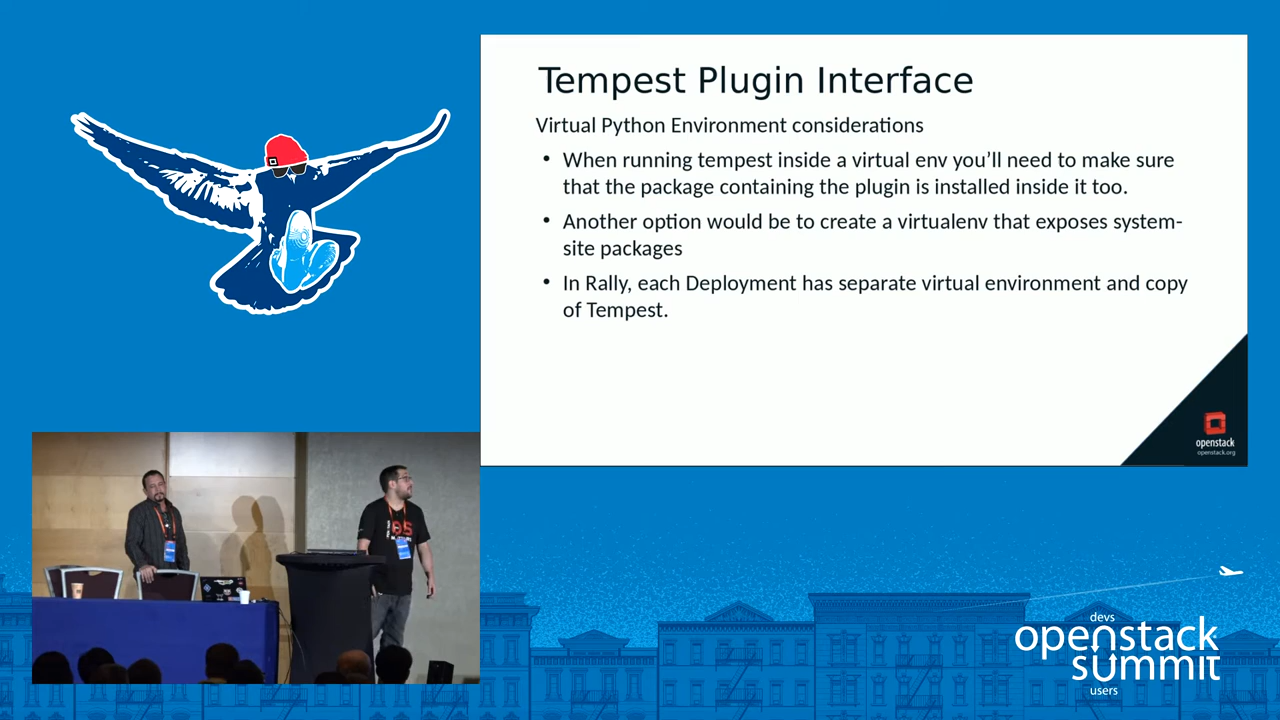 Tempest Plugin Interface
Virtual Python Environment considerations
• When running tempest inside a virtual env you’ll need to make sure
that the package containing the plugin is installed inside it too.
• Another option would be to create a virtualenv that exposes system-
site packages
• In Rally, each Deployment has separate virtual environment and copy
of Tempest.
openstack
openstack.org
devs
openstack
summit
users